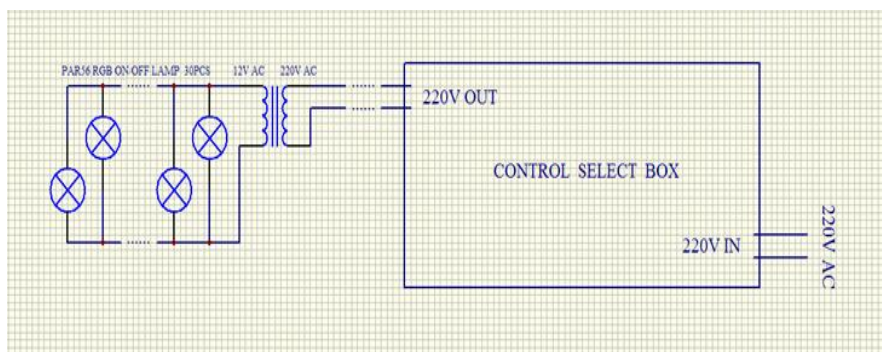 PAR56 RGB ON-OFF LAMP 30PCS 12V AC 220V AC
220V OUT
CONTROL SELECT BOX
220V IN
220V AC